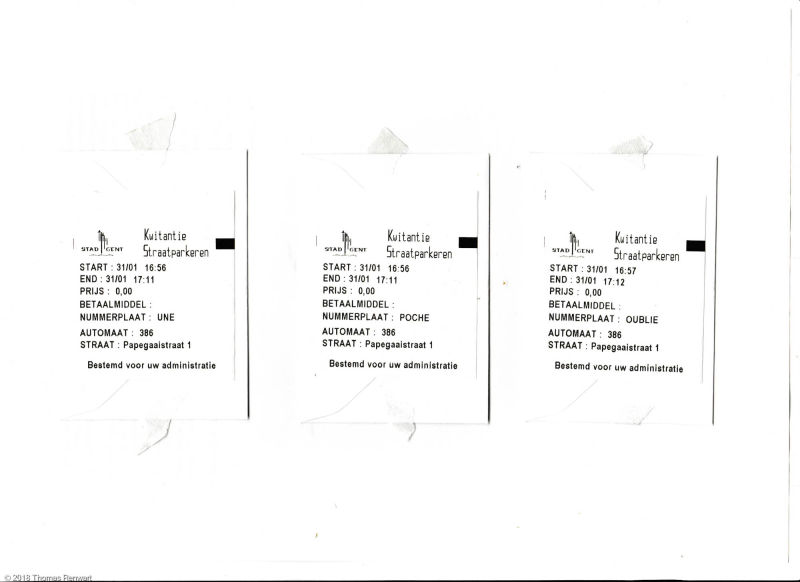 STAD GENT
Kwitantie
Straatparkeren
START : 31/01 16:56
END : 31/01 17:11
PRIJS : 0,00
BETAALMIDDEL :
NUMMERPLAAT : UNE
AUTOMAAT : 386
STRAAT : Papegaaistraat 1
Bestemd voor uw administratie
STAD GENT
Kwitantie
Straatparkeren
START : 31/01 16:56
END : 31/01 17:11
PRIJS : 0,00
BETAALMIDDEL :
NUMMERPLAAT : POCHE
AUTOMAAT : 386
STRAAT : Papegaaistraat 1
Bestemd voor uw administratie
STAD GENT
Kwitantie
Straatparkeren
START : 31/01 16:57
END : 31/01 17:12
PRIJS : 0,00
BETAALMIDDEL :
NUMMERPLAAT : OUBLIE
AUTOMAAT : 386
STRAAT : Papegaaistraat 1
Bestemd voor uw administratie
© 2018 Thomas Renwart